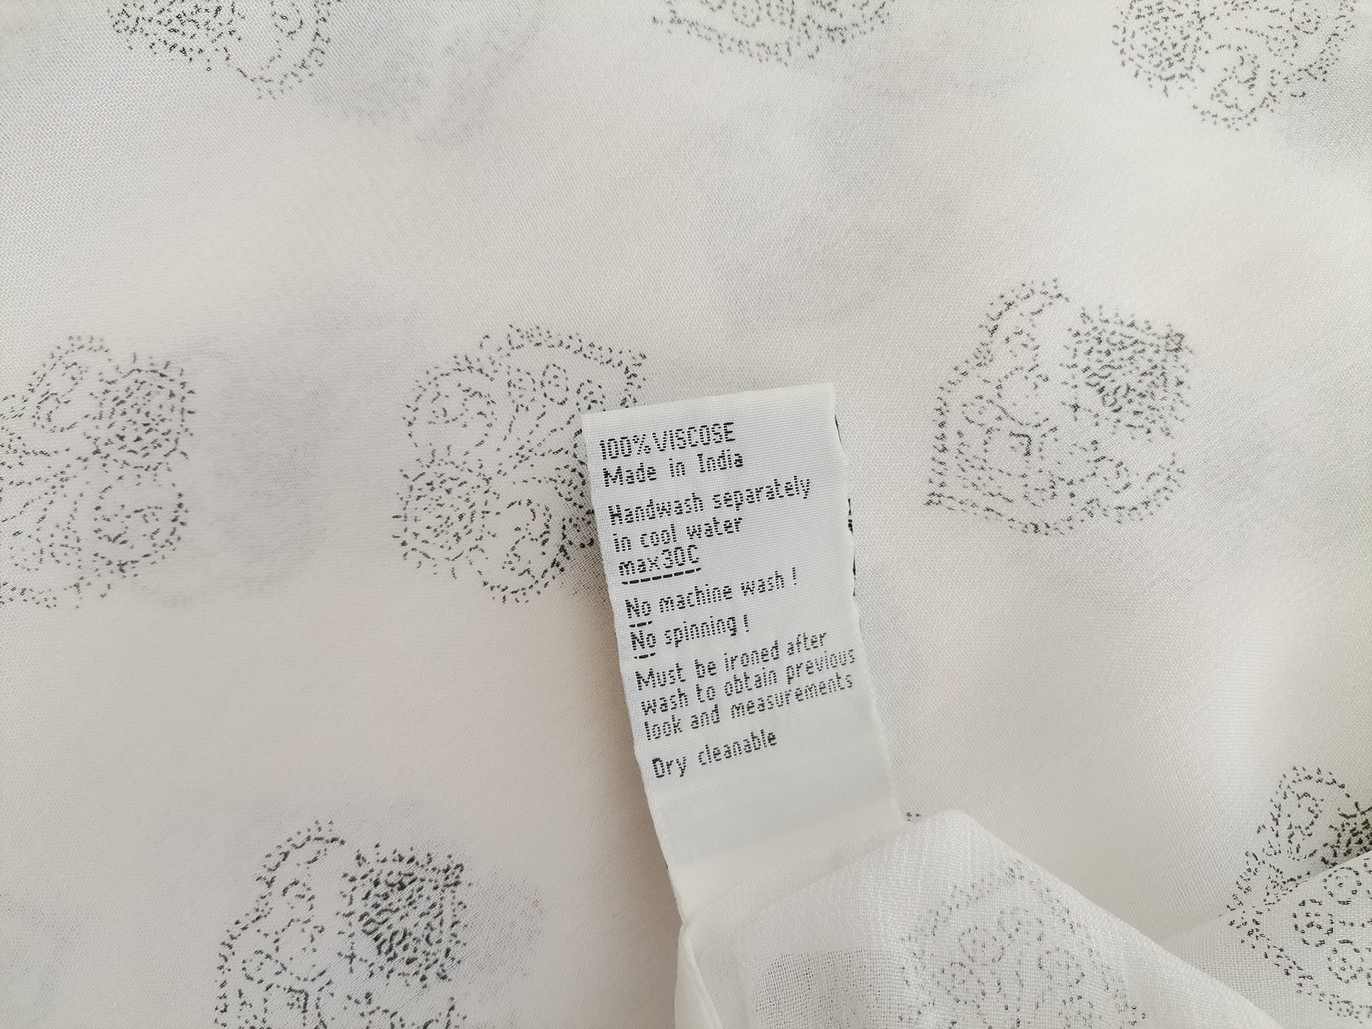 100% VISCOSE
Made in India
Handwash separately
in cool water
max30C
No machine wash !
No spinning !
Must be ironed after
wash to obtain previous
look and measurements
Dry cleanable